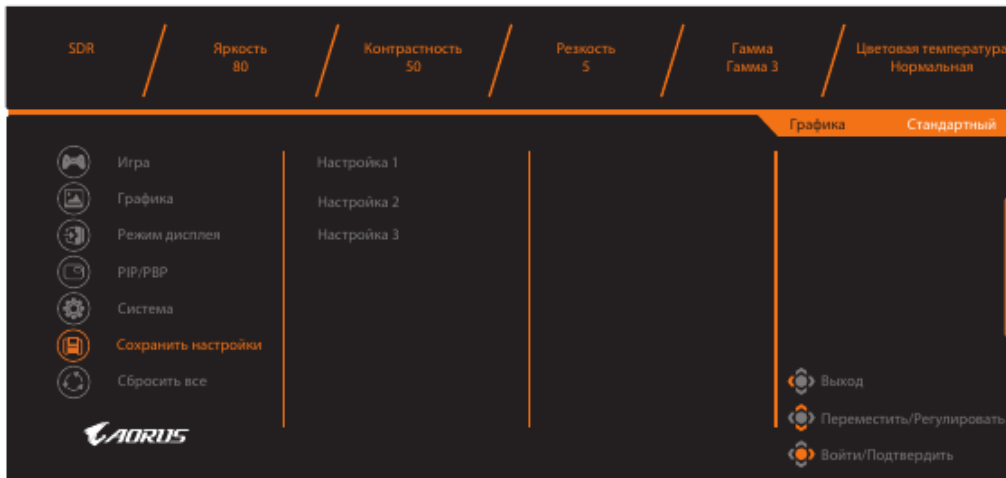 SDR
Яркость
80
Контрастность
50
Резкость
5
Гамма
Гамма 3
Цветовая температура
Нормальная
Графика Стандартный
Игра
Графика
Режим дисплея
PIP/PBP
Система
Сохранить настройки
Сбросить все
Настройка 1
Настройка 2
Настройка 3
Выход
Переместить/Регулировать
Войти/Подтвердить
AORUS